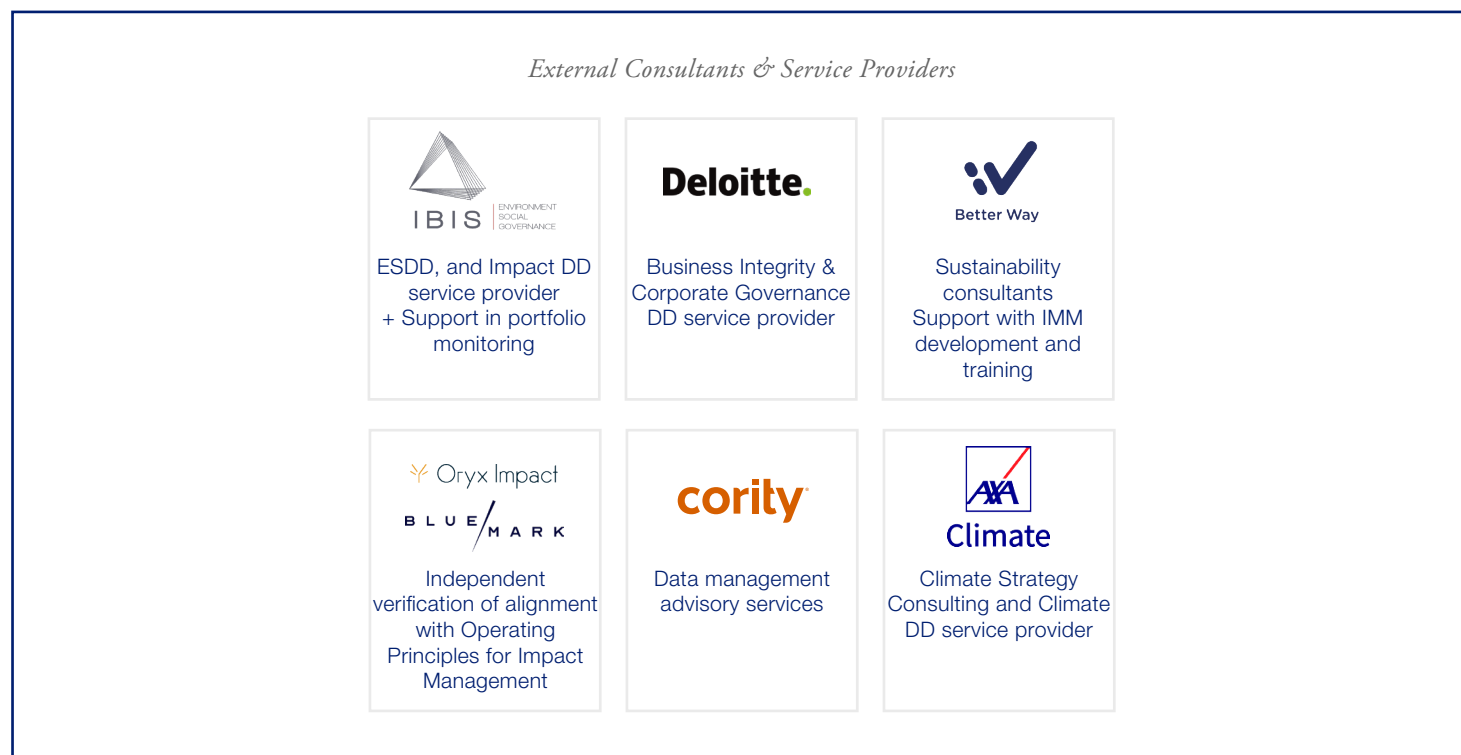 External Consultants & Service Providers
IBIS
ENVIRONMENT
SOCIAL
GOVERNANCE
ESDD, and Impact DD
service provider
+ Support in portfolio
monitoring
Deloitte.
Business Integrity &
Corporate Governance
DD service provider
Better Way
Sustainability
consultants
Support with IMM
development and
training
Oryx Impact
BLUE/MARK
Independent
verification of alignment
with Operating
Principles for Impact
Management
cority
Data management
advisory services
AXA
Climate
Climate Strategy
Consulting and Climate
DD service provider